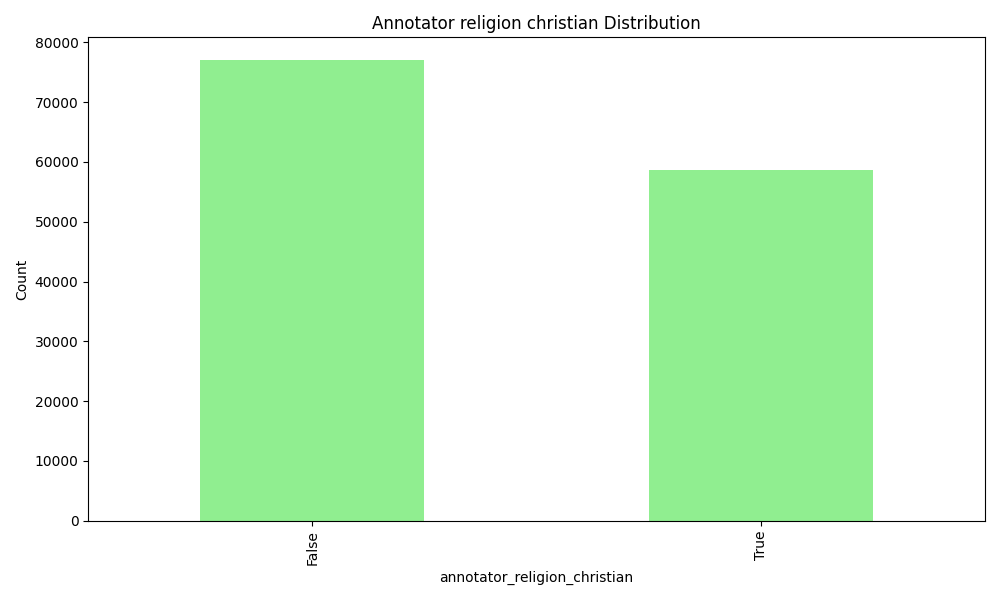 Annotator religion christian Distribution
80000
70000
60000
50000
40000
30000
20000
10000
0
Count
False
True
annotator_religion_christian